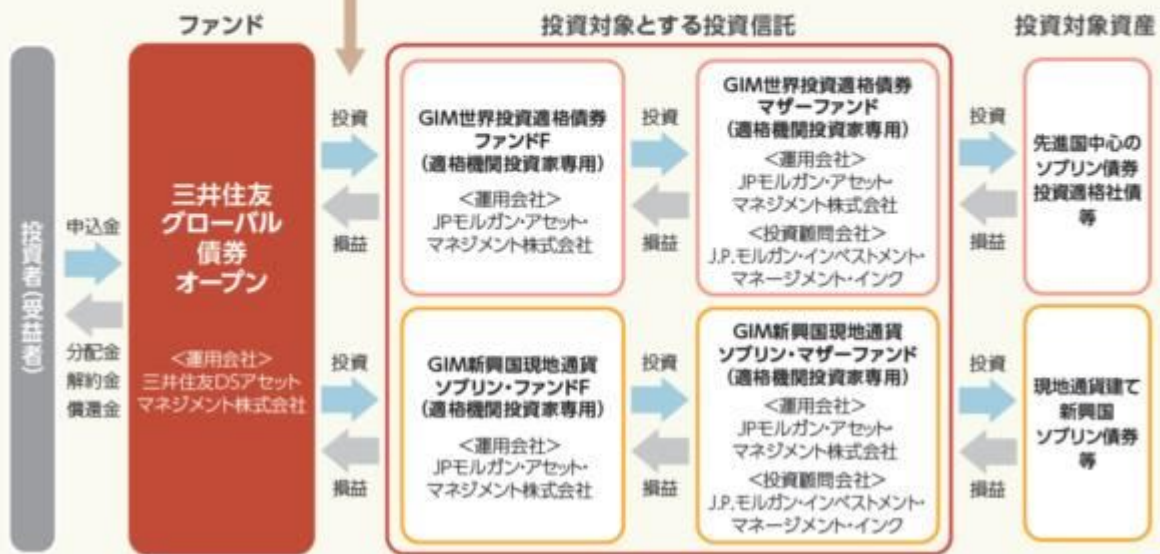 ファンド
投資対象とする投資信託
投資対象資産
投資者(受益者)
申込金
分配金
解約金
償還金
三井住友
グローバル
債券
オープン
<運用会社>
三井住友DSアセット
マネジメント株式会社
投資
損益
GIM世界投資適格債券
ファンドF
(適格機関投資家専用)
<運用会社>
JPモルガン・アセット・
マネジメント株式会社
投資
損益
GIM世界投資適格債券
マザーファンド
(適格機関投資家専用)
<運用会社>
JPモルガン・アセット・
マネジメント株式会社
<投資顧問会社>
J.P.モルガン・インベストメント・
マネージメント・インク
投資
損益
先進国中心の
ソブリン債券
投資適格社債
等
投資
損益
GIM新興国現地通貨
ソブリン・ファンドF
(適格機関投資家専用)
<運用会社>
JPモルガン・アセット・
マネジメント株式会社
投資
損益
GIM新興国現地通貨
ソブリン・マザーファンド
(適格機関投資家専用)
<運用会社>
JPモルガン・アセット・
マネジメント株式会社
<投資顧問会社>
J.P.モルガン・インベストメント・
マネージメント・インク
投資
損益
現地通貨建て
新興国
ソブリン債券
等